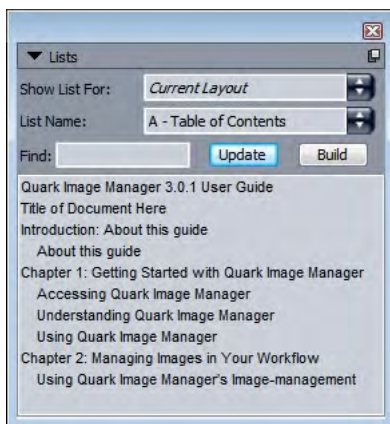 Lists
Show List For: Current Layout
List Name: A - Table of Contents
Find: Update Build
Quark Image Manager 3.0.1 User Guide
Title of Document Here
Introduction: About this guide
About this guide
Chapter 1: Getting Started with Quark Image Manager
Accessing Quark Image Manager
Understanding Quark Image Manager
Using Quark Image Manager
Chapter 2: Managing Images in Your Workflow
Using Quark Image Manager's Image-management